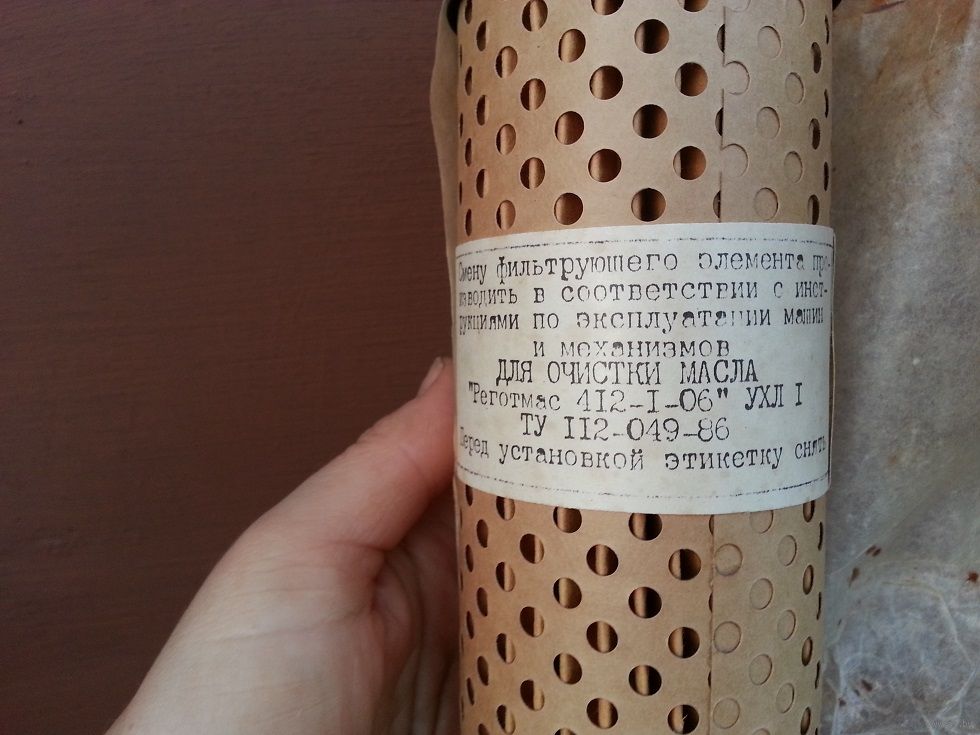 Смену фильтрующего элемента про-
изводить в соответствии с инст-
рукциями по эксплуатации машин
и механизмов
ДЛЯ ОЧИСТКИ МАСЛА
"Реготмас 412-I-06" УХЛ I
ТУ 112-049-86
Перед установкой этикетку снять